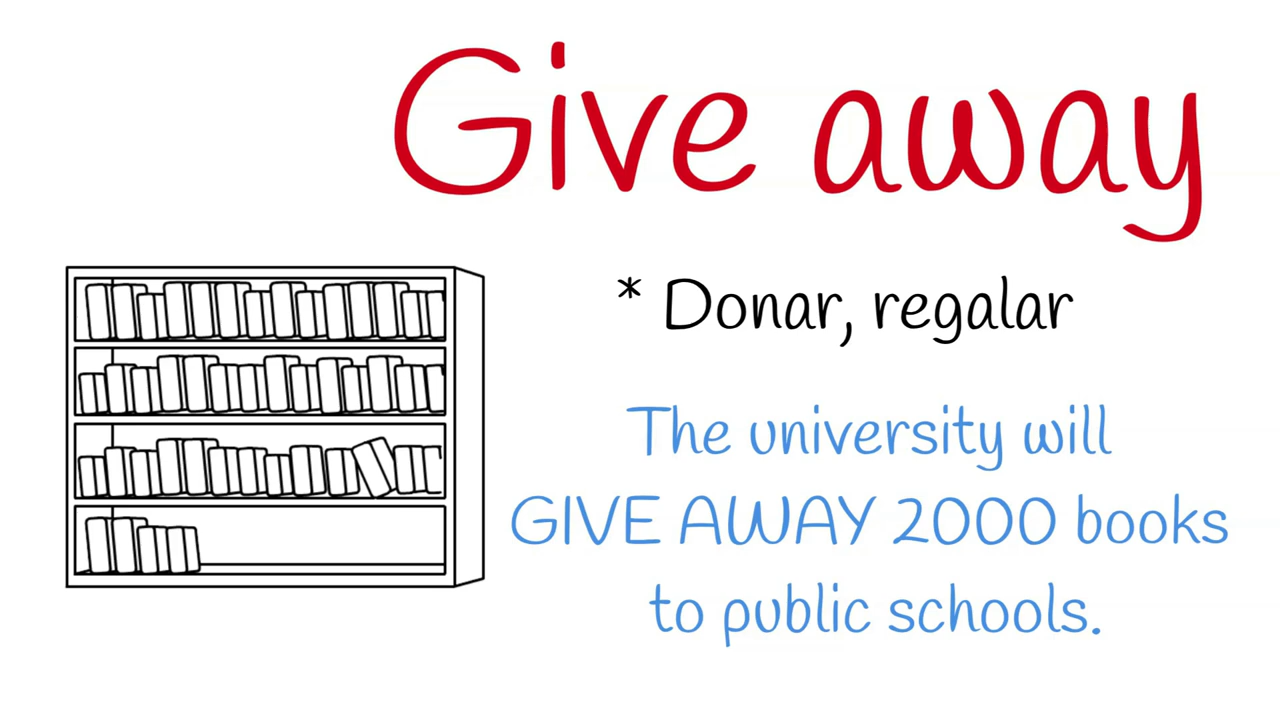 Give away
* Donar, regalar
The university will
GIVE AWAY 2000 books
to public schools.